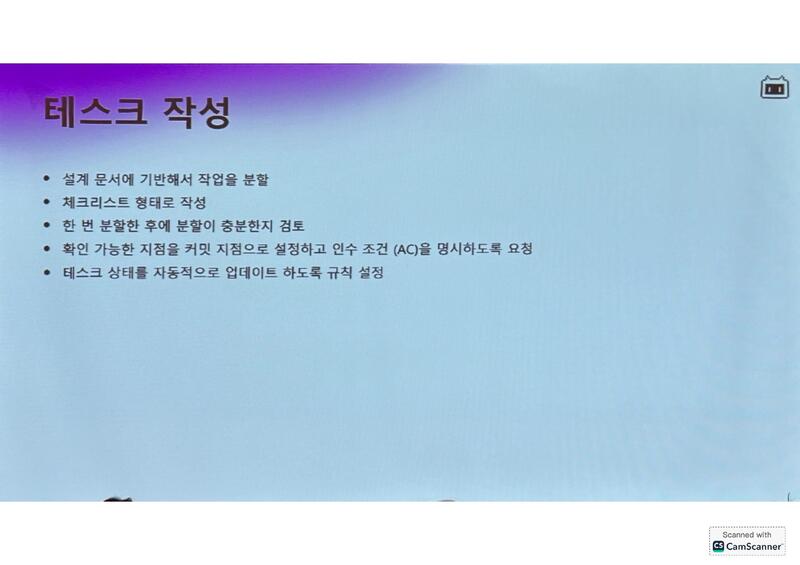 테스크 작성
• 설계 문서에 기반해서 작업을 분할
• 체크리스트 형태로 작성
• 한 번 분할한 후에 분할이 충분한지 검토
• 확인 가능한 지점을 커밋 지점으로 설정하고 인수 조건 (AC)을 명시하도록 요청
• 테스크 상태를 자동적으로 업데이트 하도록 규칙 설정
Scanned with
CS CamScanner